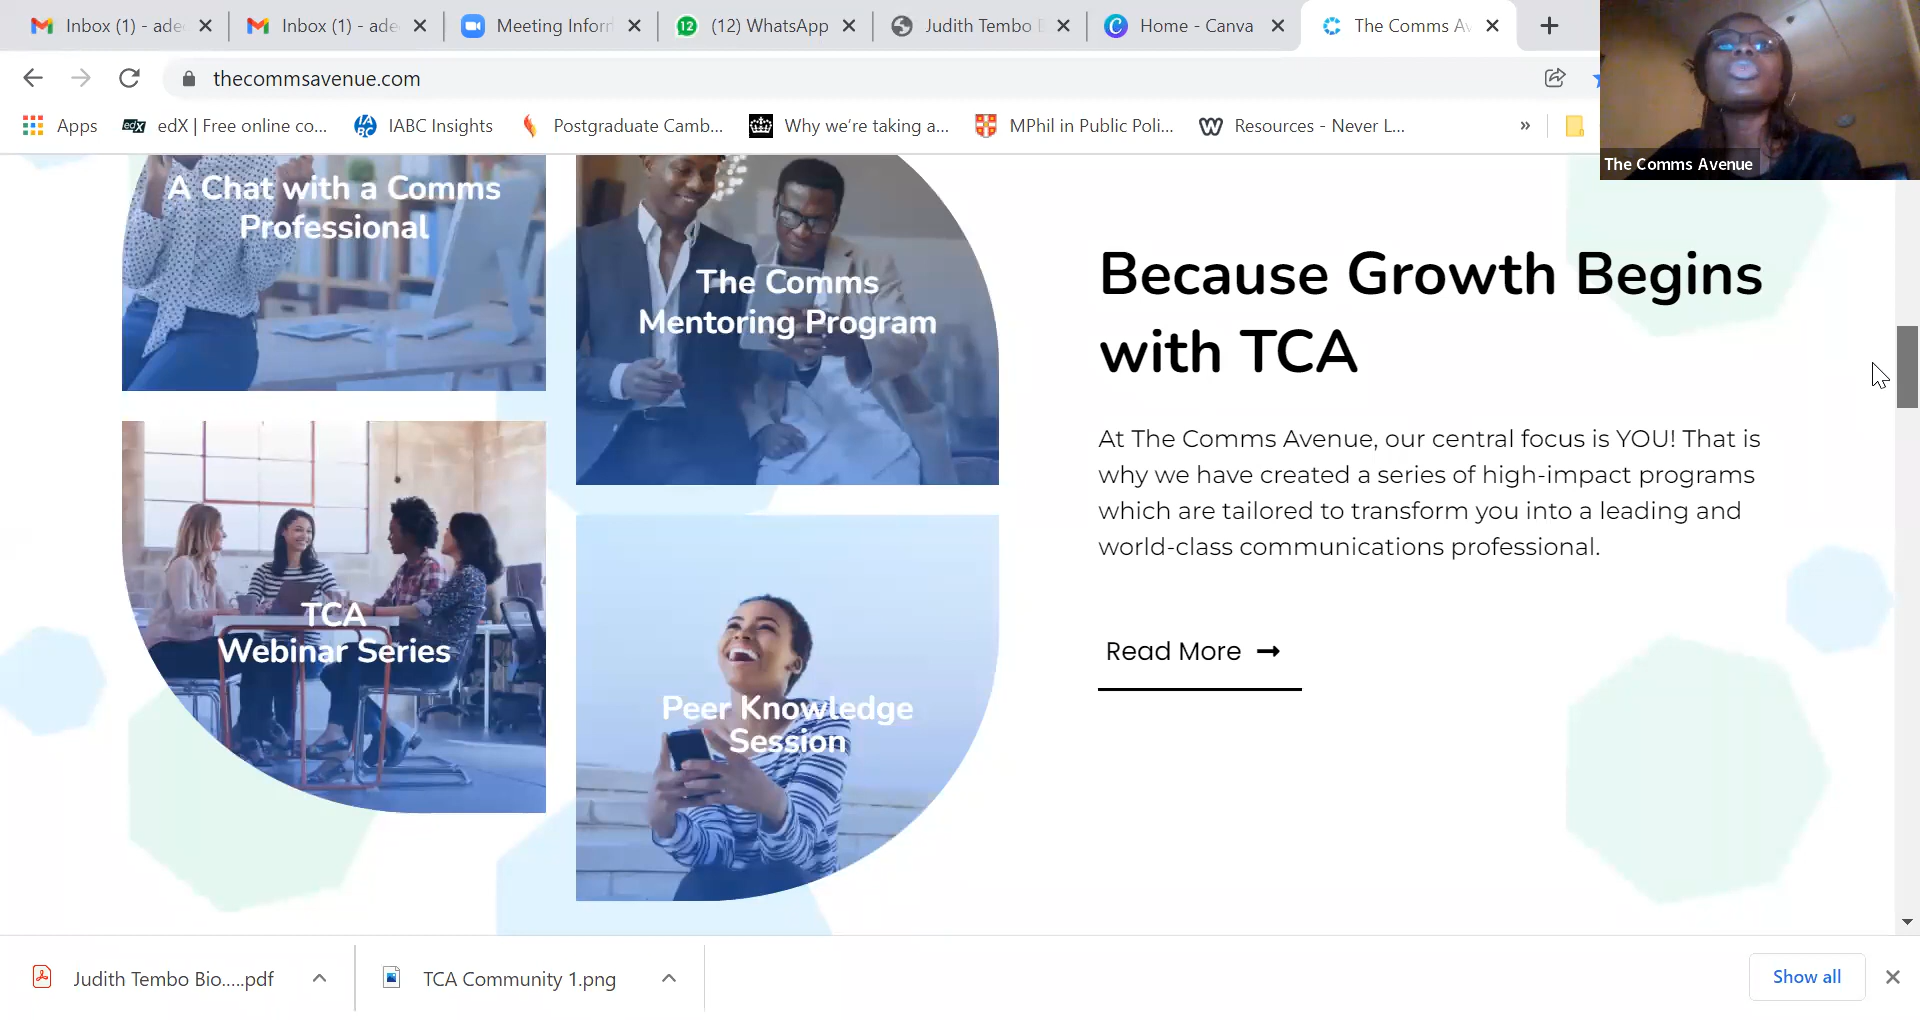 Inbox (1) - ade
Inbox (1) - ade
Meeting Inforn
12
(12) WhatsApp
Judith Tembo B
Home - Canva
The Comms Av
thecommsavenue.com
Apps
edX
edX | Free online co...
IABC
IABC Insights
Postgraduate Camb...
Why we're taking a...
MPhil in Public Poli...
Resources - Never L...
»
The Comms Avenue
A Chat with a Comms
Professional
The Comms
Mentoring Program
TCA
Webinar Series
Peer Knowledge
Session
Because Growth Begins
with TCA
At The Comms Avenue, our central focus is YOU! That is
why we have created a series of high-impact programs
which are tailored to transform you into a leading and
world-class communications professional.
Read More
Judith Tembo Bio.....pdf
TCA Community 1.png
Show all